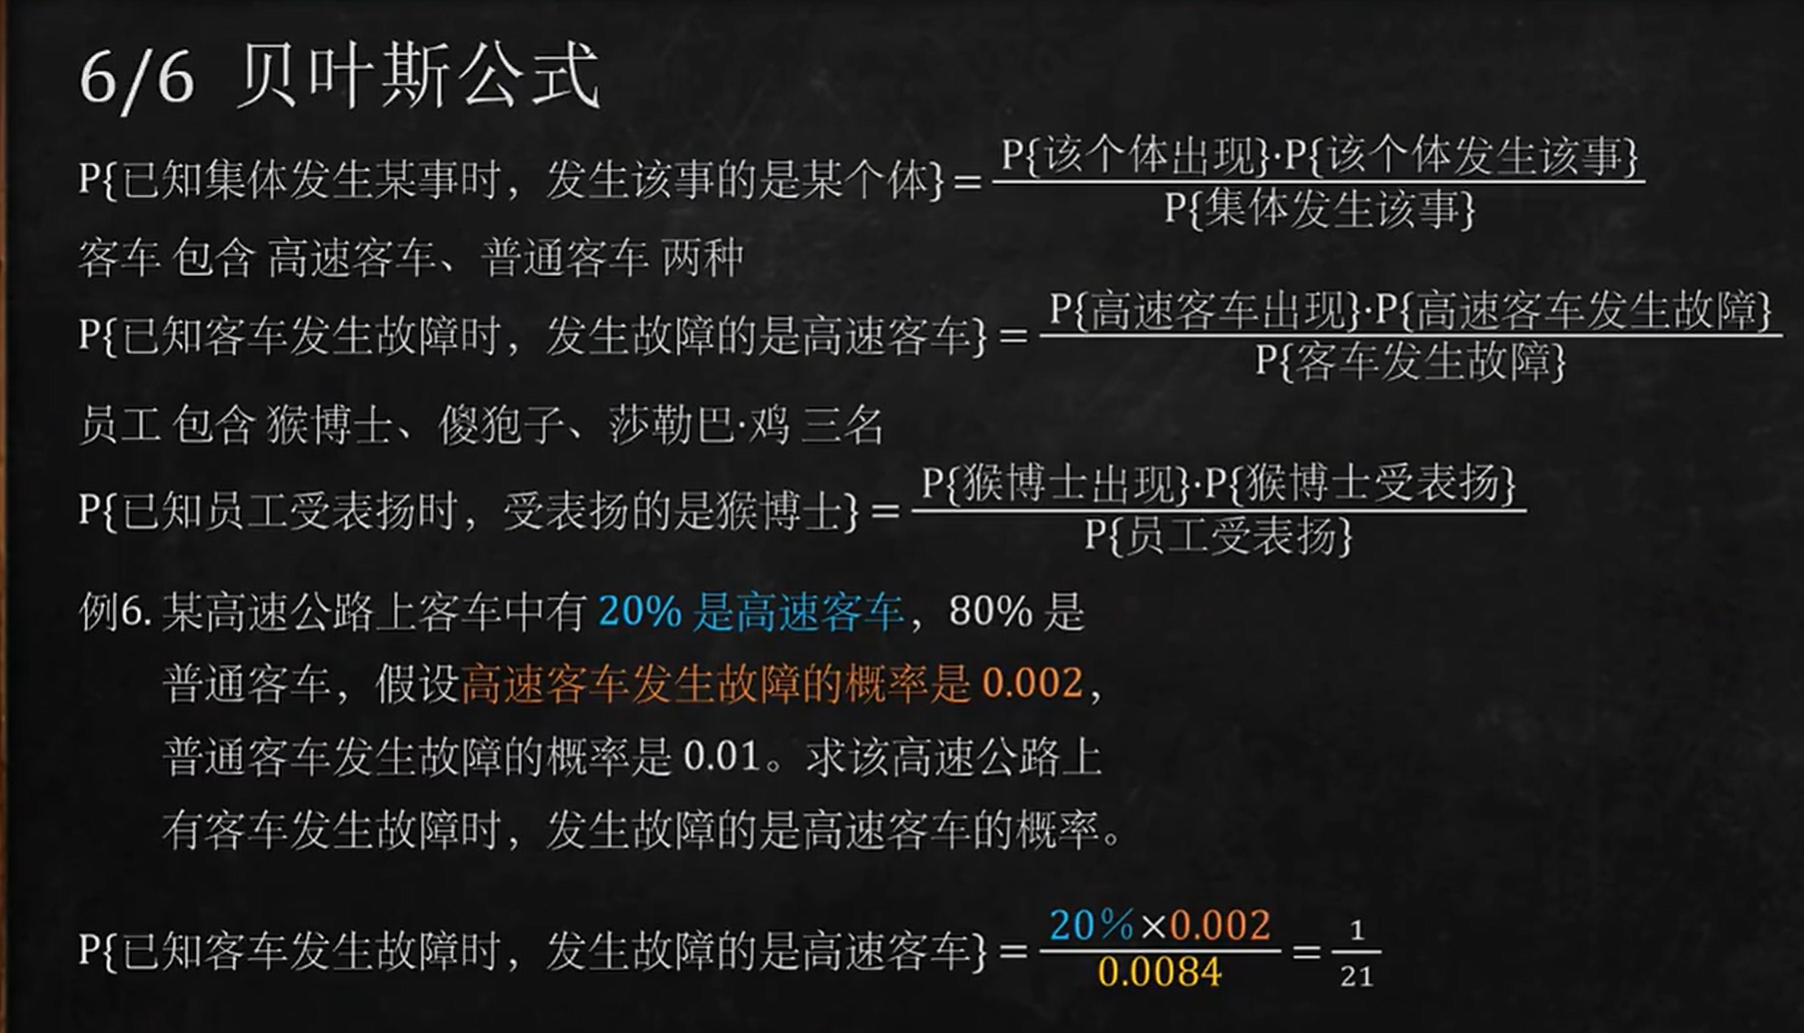 6/6 贝叶斯公式
P{已知集体发生某事时，发生该事的是某个体} = P{该个体出现}·P{该个体发生该事} / P{集体发生该事}
客车 包含 高速客车、普通客车 两种
P{已知客车发生故障时，发生故障的是高速客车} = P{高速客车出现}·P{高速客车发生故障} / P{客车发生故障}
员工 包含 猴博士、傻狍子、莎勒巴·鸡 三名
P{已知员工受表扬时，受表扬的是猴博士} = P{猴博士出现}·P{猴博士受表扬} / P{员工受表扬}
例6. 某高速公路上客车中有 20% 是高速客车，80% 是
普通客车，假设高速客车发生故障的概率是 0.002，
普通客车发生故障的概率是 0.01。求该高速公路上
有客车发生故障时，发生故障的是高速客车的概率。
P{已知客车发生故障时，发生故障的是高速客车} = 20%×0.002 / 0.0084 = 1 / 21